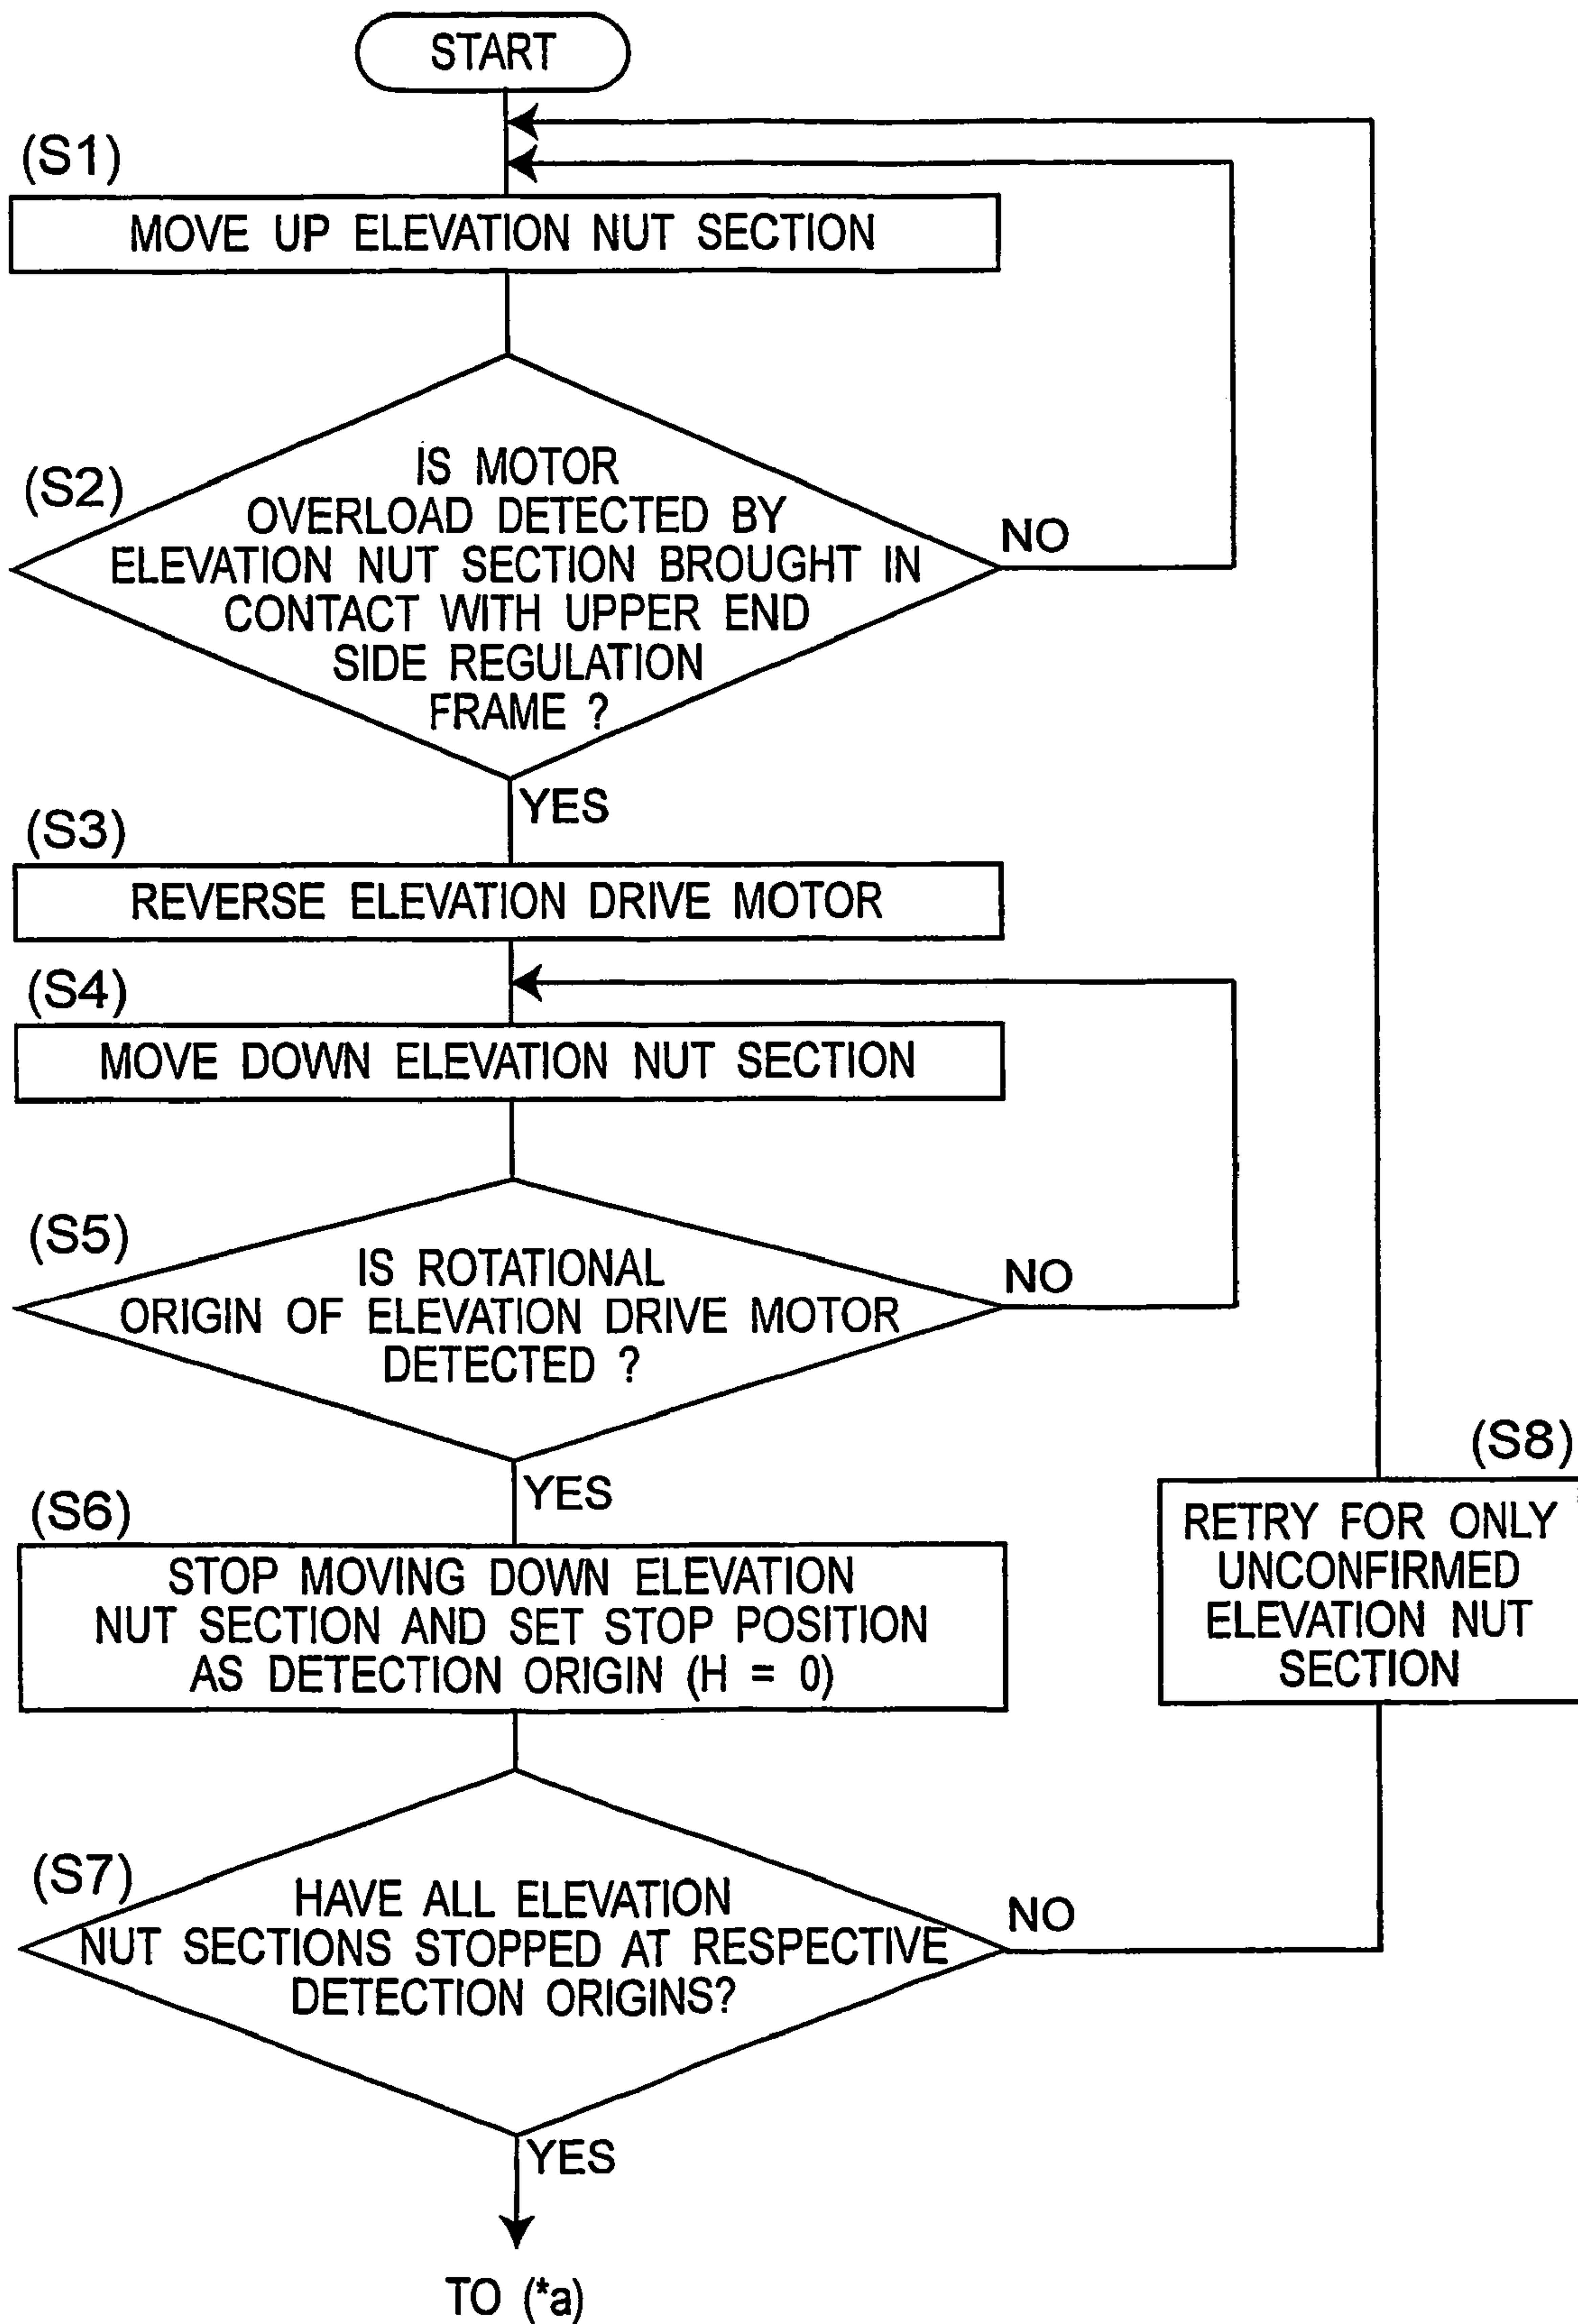 START
(S1)
MOVE UP ELEVATION NUT SECTION
(S2)
IS MOTOR
OVERLOAD DETECTED BY
ELEVATION NUT SECTION BROUGHT IN
CONTACT WITH UPPER END
SIDE REGULATION
FRAME ?
NO
YES
(S3)
REVERSE ELEVATION DRIVE MOTOR
(S4)
MOVE DOWN ELEVATION NUT SECTION
(S5)
IS ROTATIONAL
ORIGIN OF ELEVATION DRIVE MOTOR
DETECTED ?
NO
YES
(S6)
STOP MOVING DOWN ELEVATION
NUT SECTION AND SET STOP POSITION
AS DETECTION ORIGIN (H = 0)
(S8)
RETRY FOR ONLY
UNCONFIRMED
ELEVATION NUT
SECTION
(S7)
HAVE ALL ELEVATION
NUT SECTIONS STOPPED AT RESPECTIVE
DETECTION ORIGINS?
NO
YES
TO (*a)